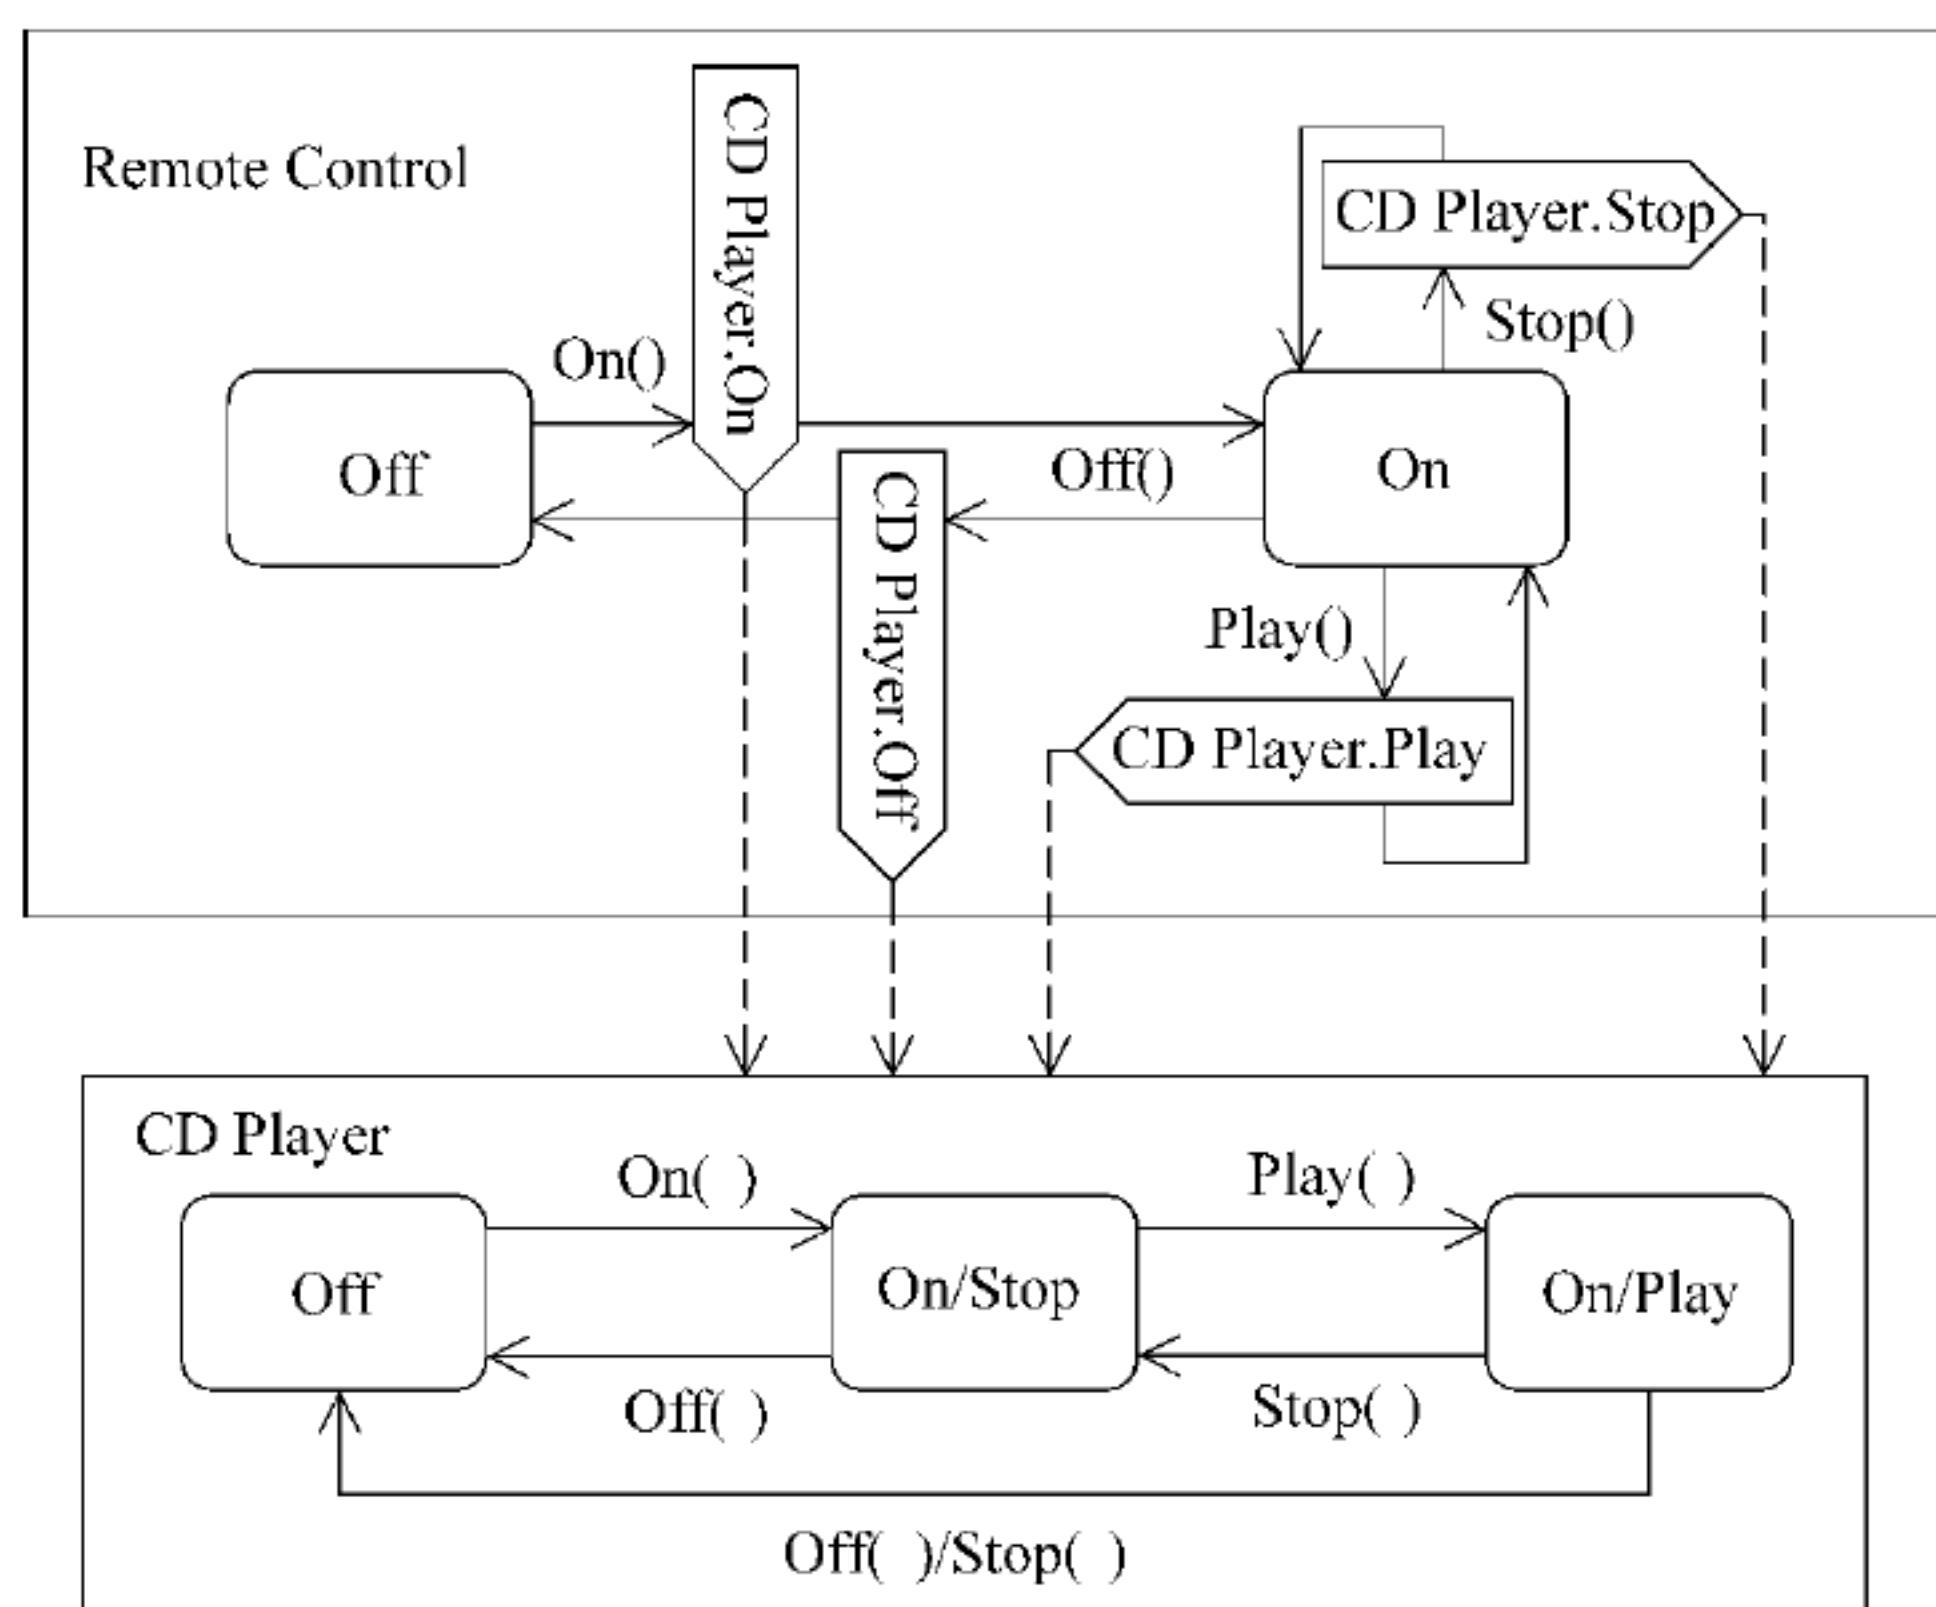 Remote Control
CD Player.On
CD Player.Stop
Stop()
On()
Off
Off()
On
CD Player.Off
Play()
CD Player.Play
CD Player
On( )
Play( )
Off
On/Stop
On/Play
Off( )
Stop( )
Off( )/Stop( )